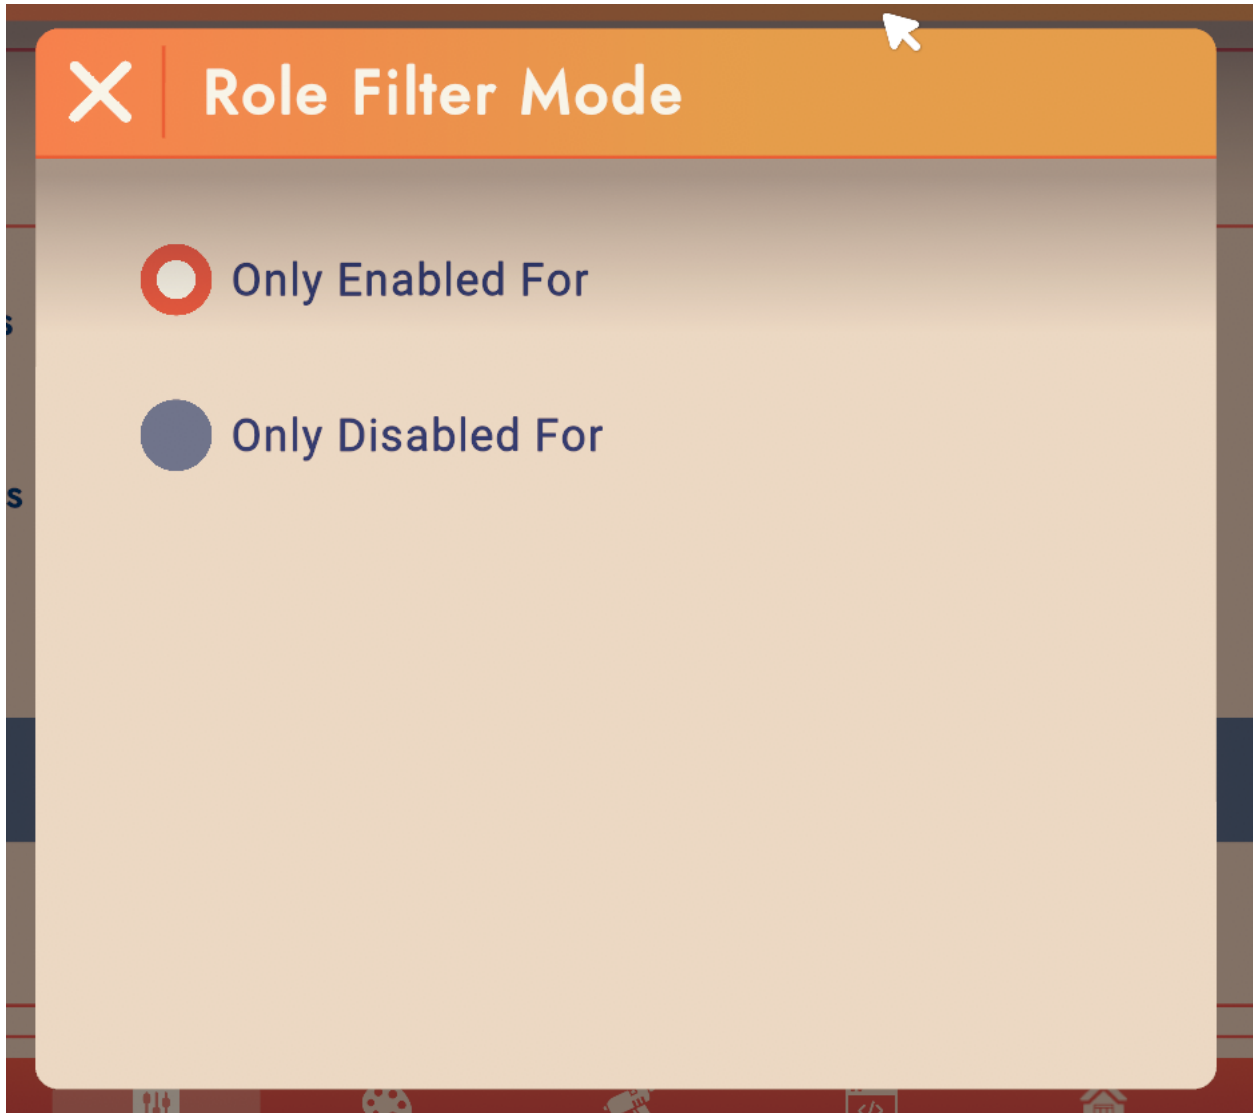 Role Filter Mode
Only Enabled For
s
Only Disabled For
s